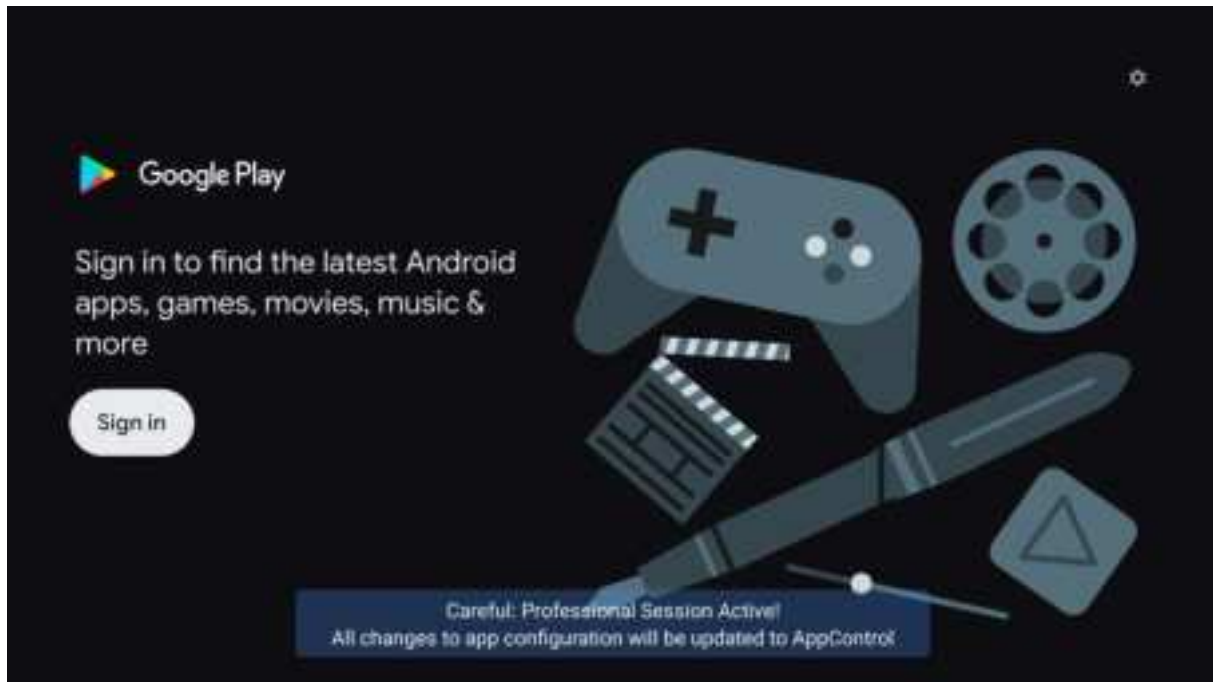 Google Play
Sign in to find the latest Android
apps, games, movies, music &
more
Sign in
Careful: Professional Session Active!
All changes to app configuration will be updated to AppControl